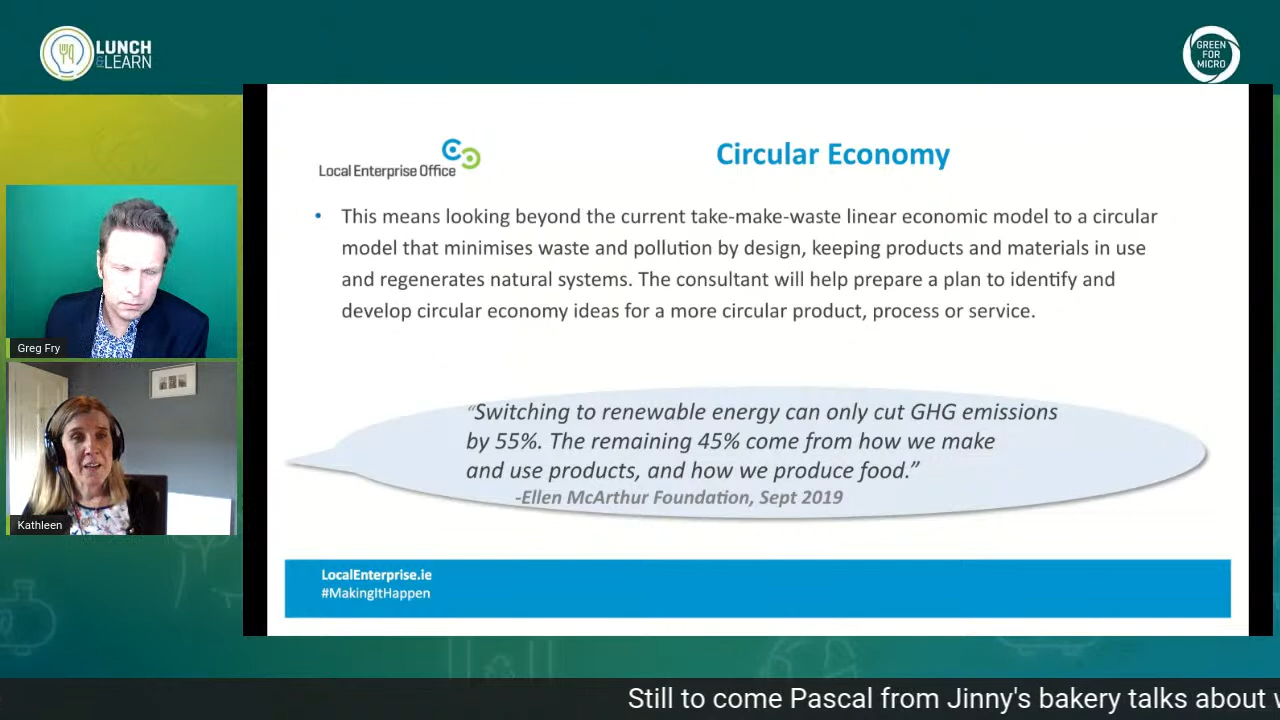 LUNCH
& LEARN
GREEN
FOR
MICRO
Local Enterprise Office
Circular Economy
• This means looking beyond the current take-make-waste linear economic model to a circular
model that minimises waste and pollution by design, keeping products and materials in use
and regenerates natural systems. The consultant will help prepare a plan to identify and
develop circular economy ideas for a more circular product, process or service.
Greg Fry
Kathleen
“Switching to renewable energy can only cut GHG emissions
by 55%. The remaining 45% come from how we make
and use products, and how we produce food.”
-Ellen McArthur Foundation, Sept 2019
LocalEnterprise.ie
#MakingItHappen
Still to come Pascal from Jinny's bakery talks about